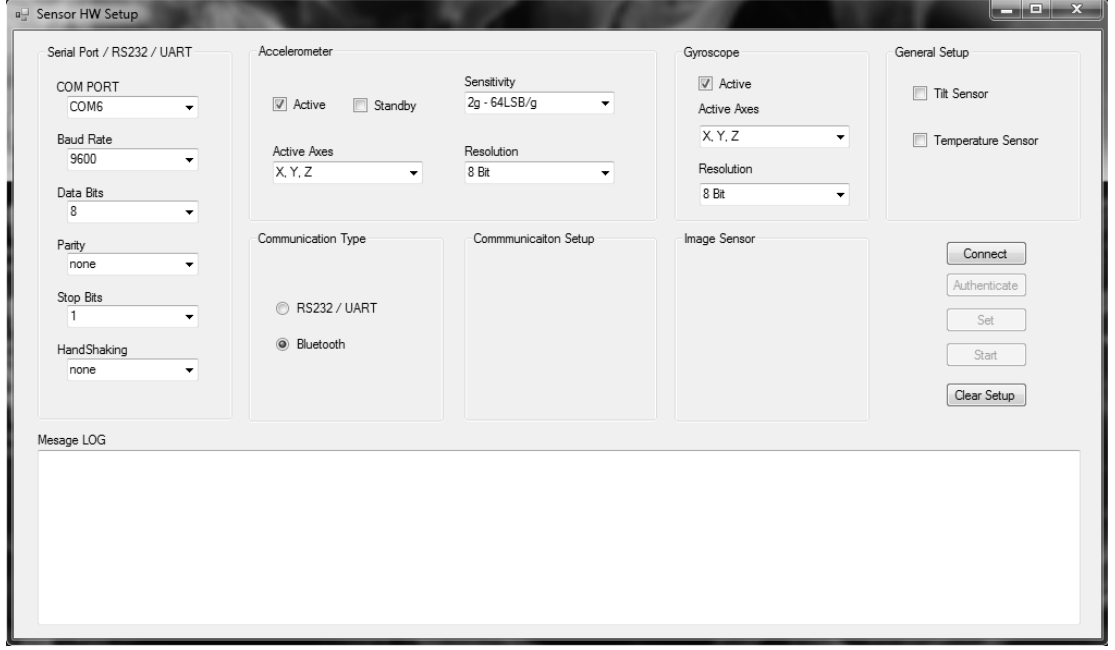 Sensor HW Setup
Serial Port / RS232 / UART
COM PORT
COM6
Baud Rate
9600
Data Bits
8
Parity
none
Stop Bits
1
HandShaking
none
Accelerometer
Active
Standby
Sensitivity
2g - 64LSB/g
Active Axes
X, Y, Z
Resolution
8 Bit
Gyroscope
Active
Active Axes
X, Y, Z
Resolution
8 Bit
General Setup
Tilt Sensor
Temperature Sensor
Communication Type
RS232 / UART
Bluetooth
Commmunicaiton Setup
Image Sensor
Connect
Authenticate
Set
Start
Clear Setup
Mesage LOG